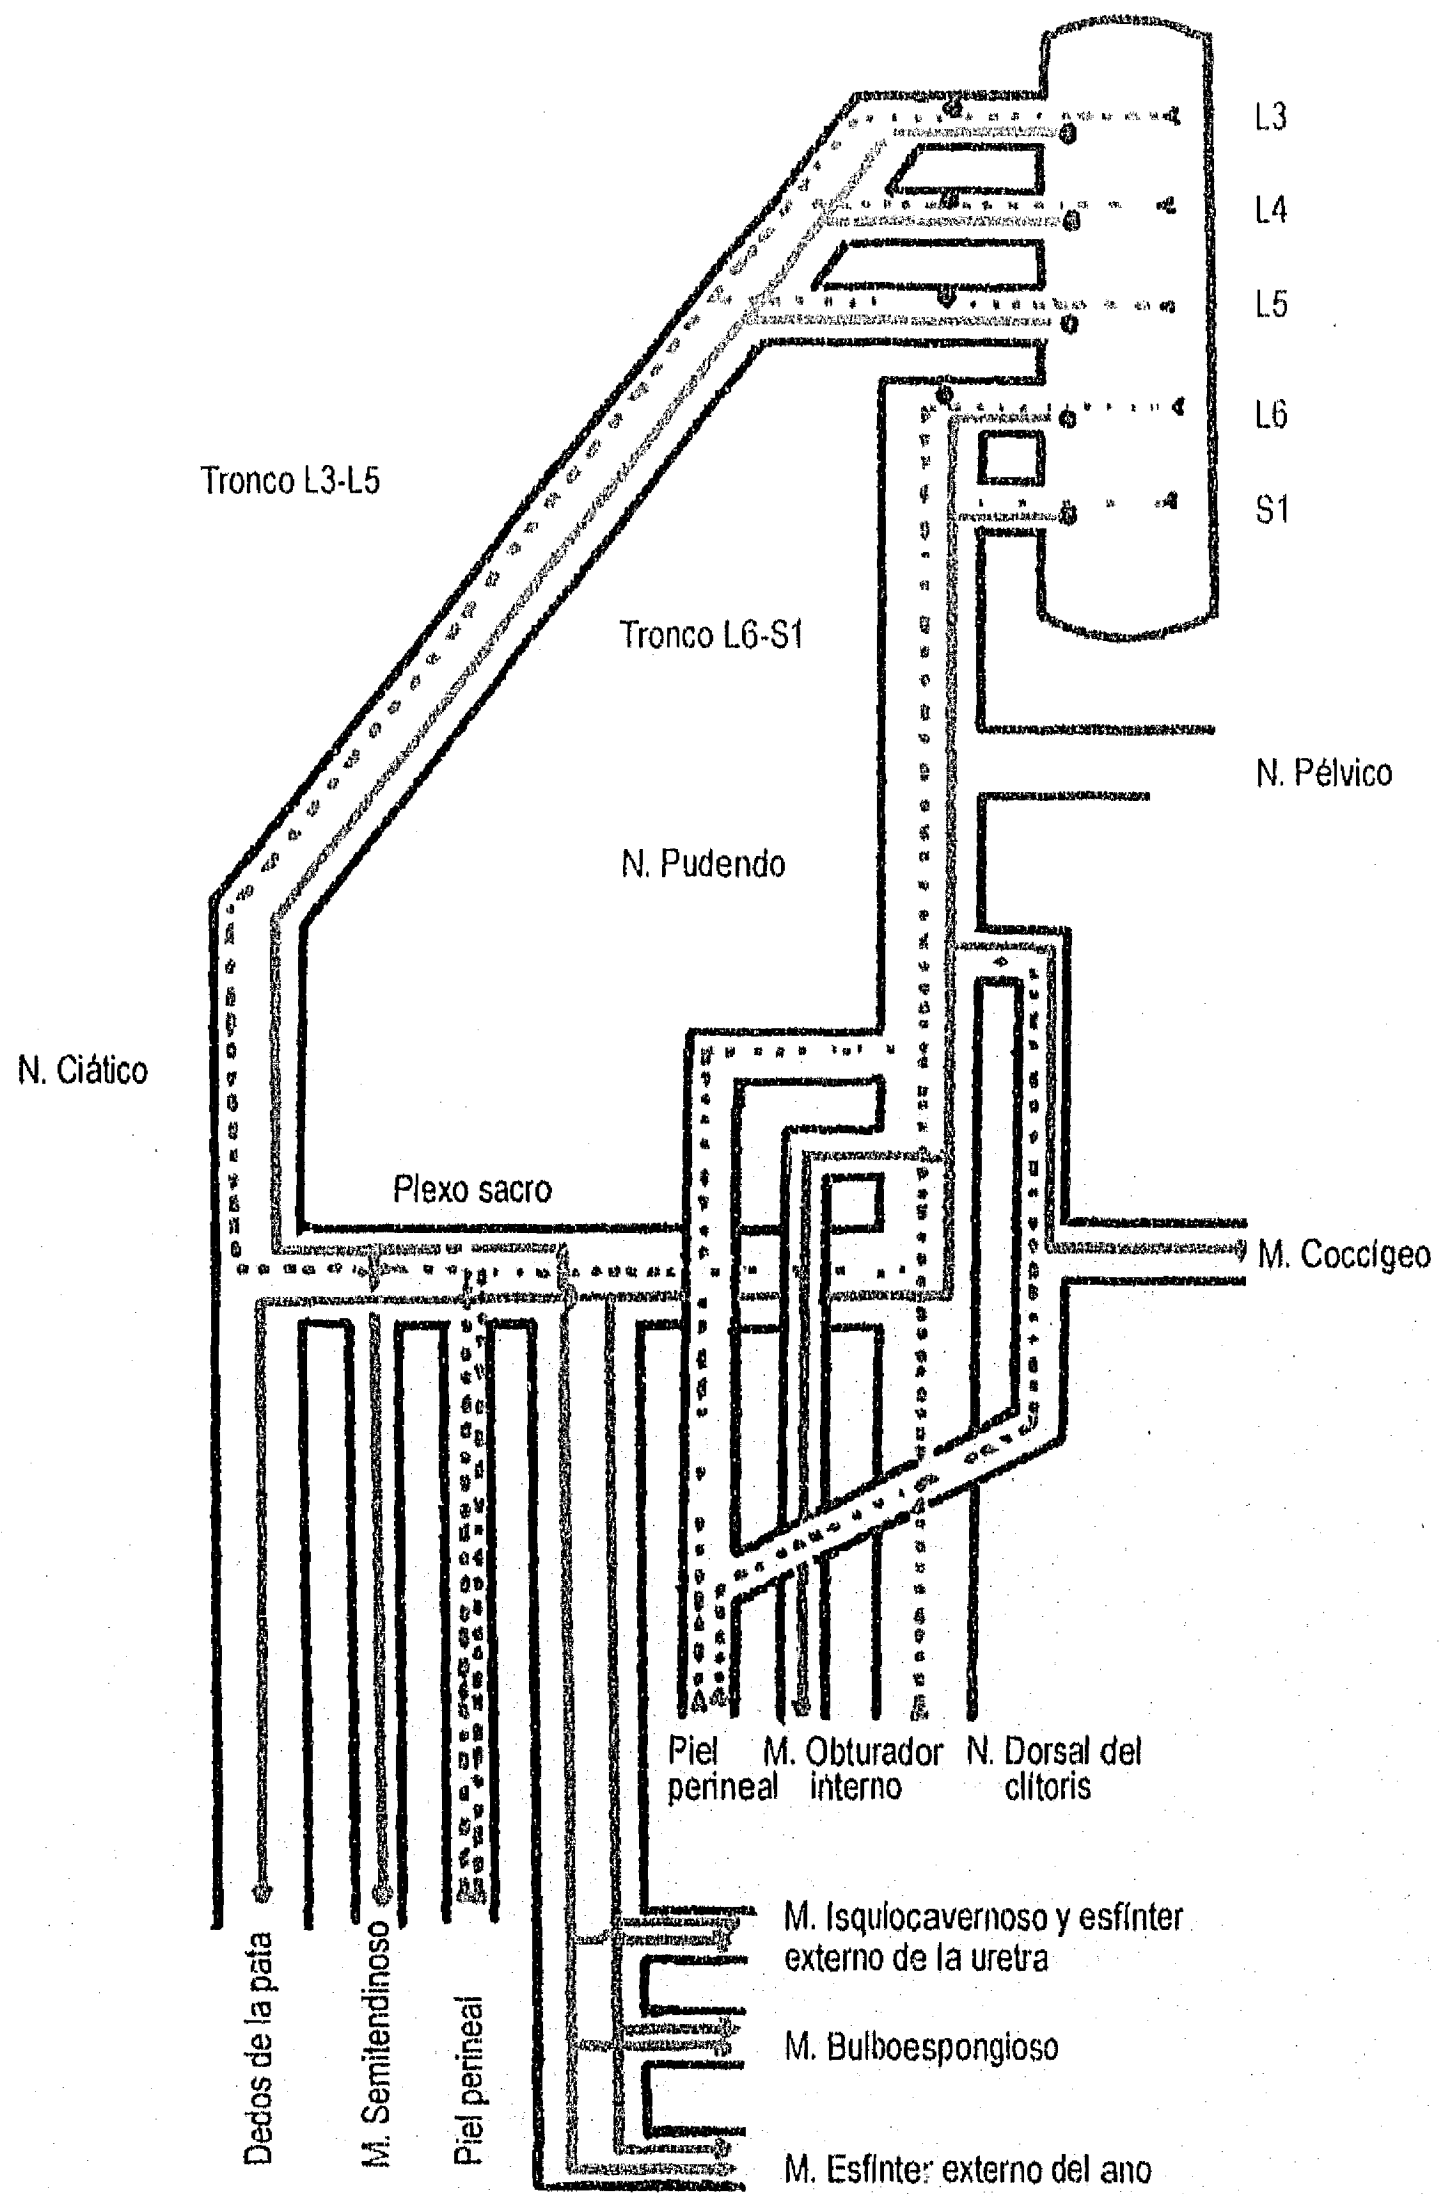 L3
L4
L5
L6
S1
Tronco L3-L5
Tronco L6-S1
N. Pélvico
N. Pudendo
N. Ciático
Plexo sacro
M. Coccígeo
Piel
perineal
M. Obturador
interno
N. Dorsal del
clítoris
Dedos de la pata
M. Semitendinoso
Piel perineal
M. Isquiocavernoso y esfínter
externo de la uretra
M. Bulboespongioso
M. Esfínter externo del ano